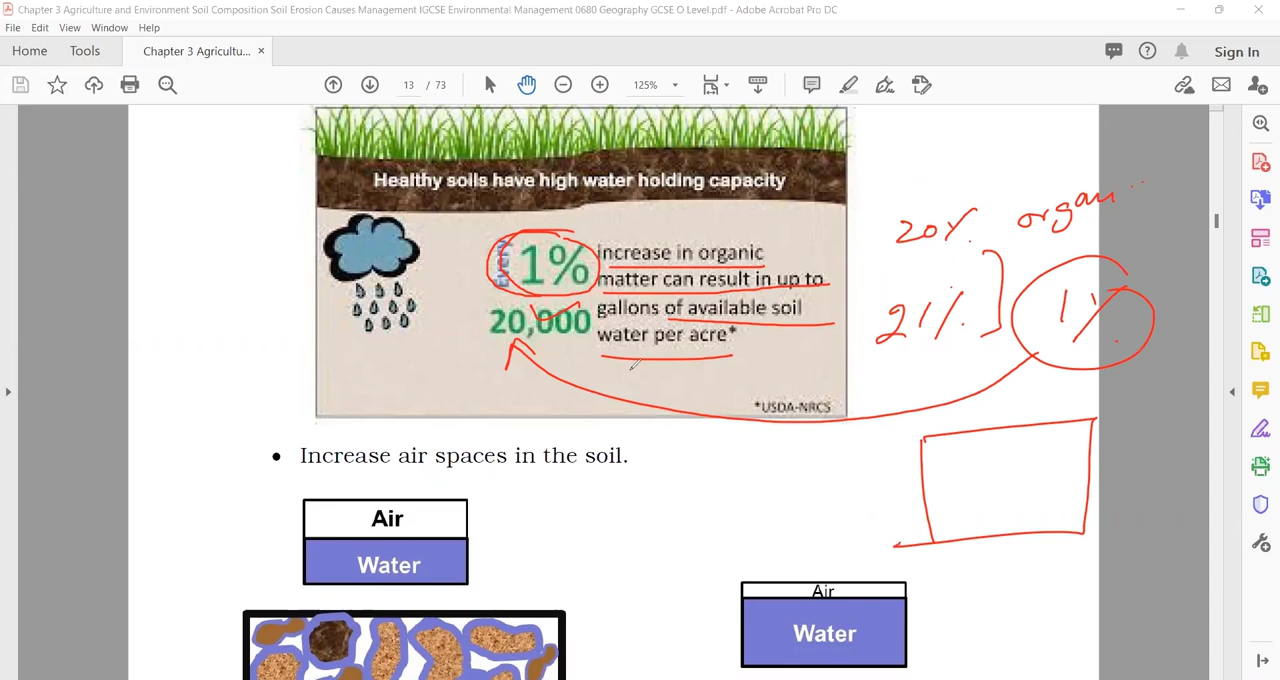 Chapter 3 Agriculture and Environment Soil Composition Soil Erosion Causes Management IGCSE Environmental Management 0680 Geography GCSE O Level.pdf - Adobe Acrobat Pro DC
File Edit View Window Help
Home Tools Chapter 3 Agricultu... × Sign In
13 / 73 125%
Healthy soils have high water holding capacity
Every 1% increase in organic
matter can result in up to
20,000 gallons of available soil
water per acre*
*USDA-NRCS
20%. organ...
21%. 1%.
• Increase air spaces in the soil.
Air
Water
Air
Water